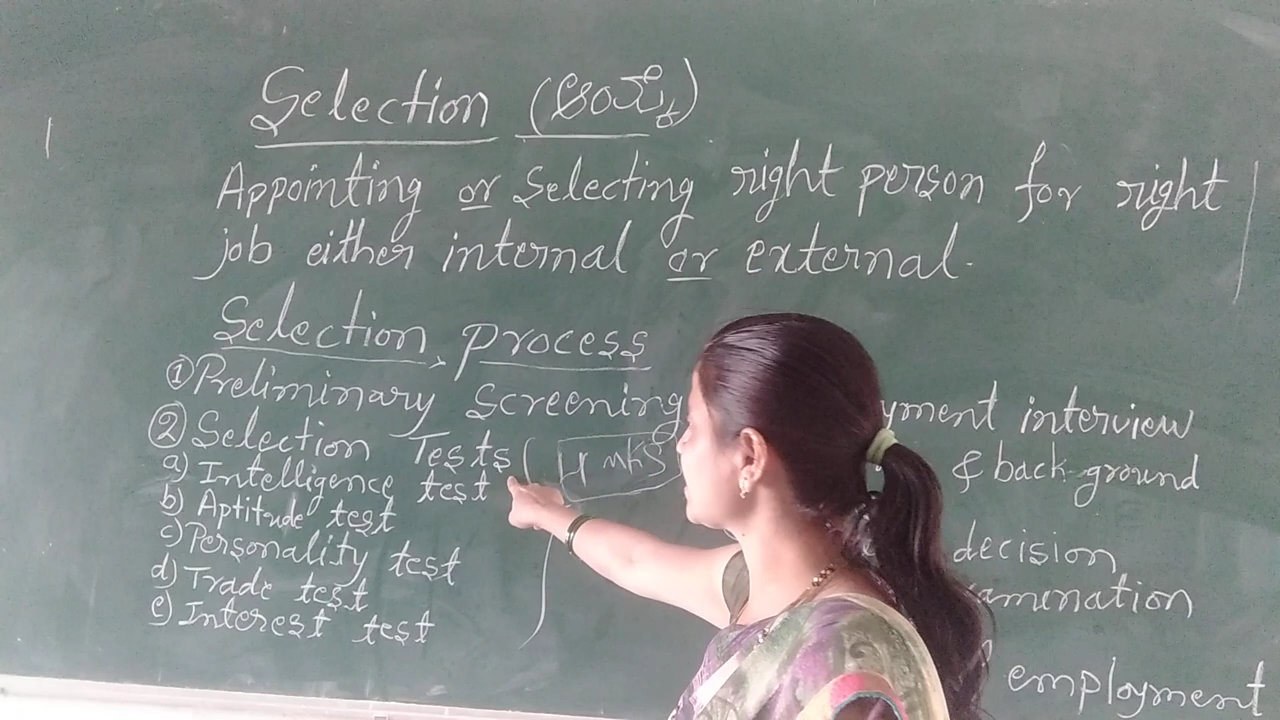 Selection (ಆಯ್ಕೆ)
Appointing or Selecting right person for right
job either internal or external.
Selection process
① Preliminary Screening
② Selection Tests
a) Intelligence test
b) Aptitude test
c) Personality test
d) Trade test
e) Interest test
4 mks
yment interview
& back-ground
decision
amination
employment